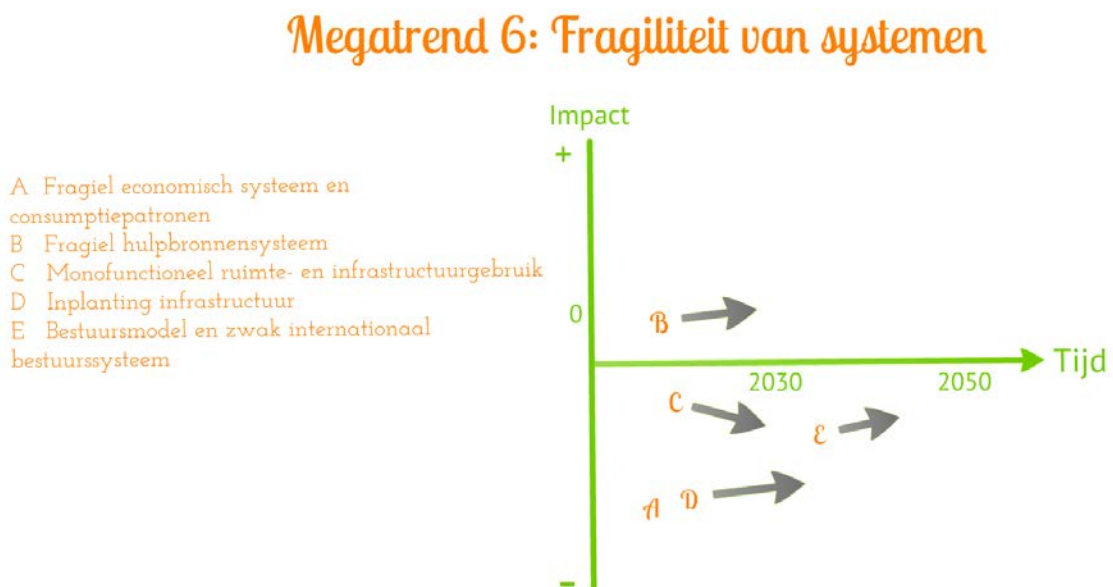 Megatrend 6: Fragiliteit van systemen
Impact
+
A Fragiel economisch systeem en
consumptiepatronen
B Fragiel hulpbronnensysteem
C Monofunctioneel ruimte- en infrastructuurgebruik
D Inplanting infrastructuur
E Bestuursmodel en zwak internationaal
bestuurssysteem
0
B
Tijd
2030
2050
C
E
A D
-